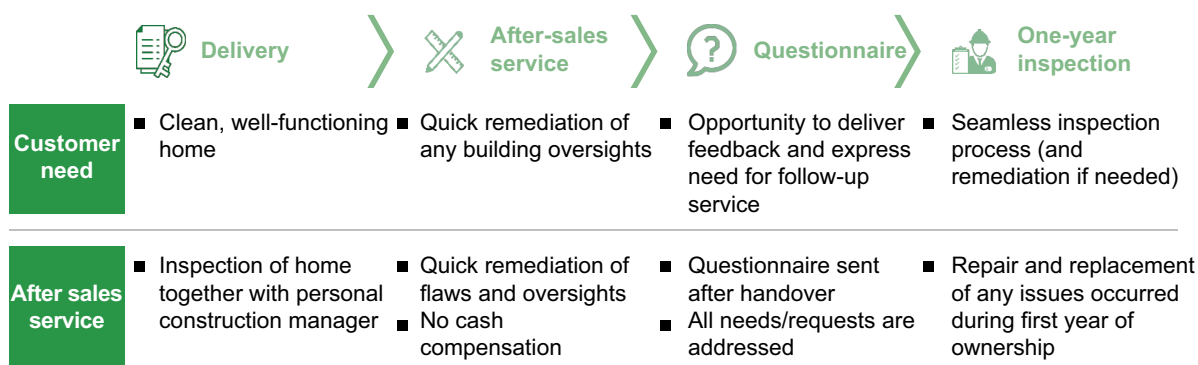 Delivery
After-sales
service
Questionnaire
One-year
inspection
Customer
need
■ Clean, well-functioning
home
■ Quick remediation of
any building oversights
■ Opportunity to deliver
feedback and express
need for follow-up
service
■ Seamless inspection
process (and
remediation if needed)
After sales
service
■ Inspection of home
together with personal
construction manager
■ Quick remediation of
flaws and oversights
■ No cash
compensation
■ Questionnaire sent
after handover
■ All needs/requests are
addressed
■ Repair and replacement
of any issues occurred
during first year of
ownership